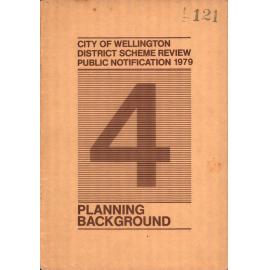 121
CITY OF WELLINGTON
DISTRICT SCHEME REVIEW
PUBLIC NOTIFICATION 1979
4
PLANNING
BACKGROUND